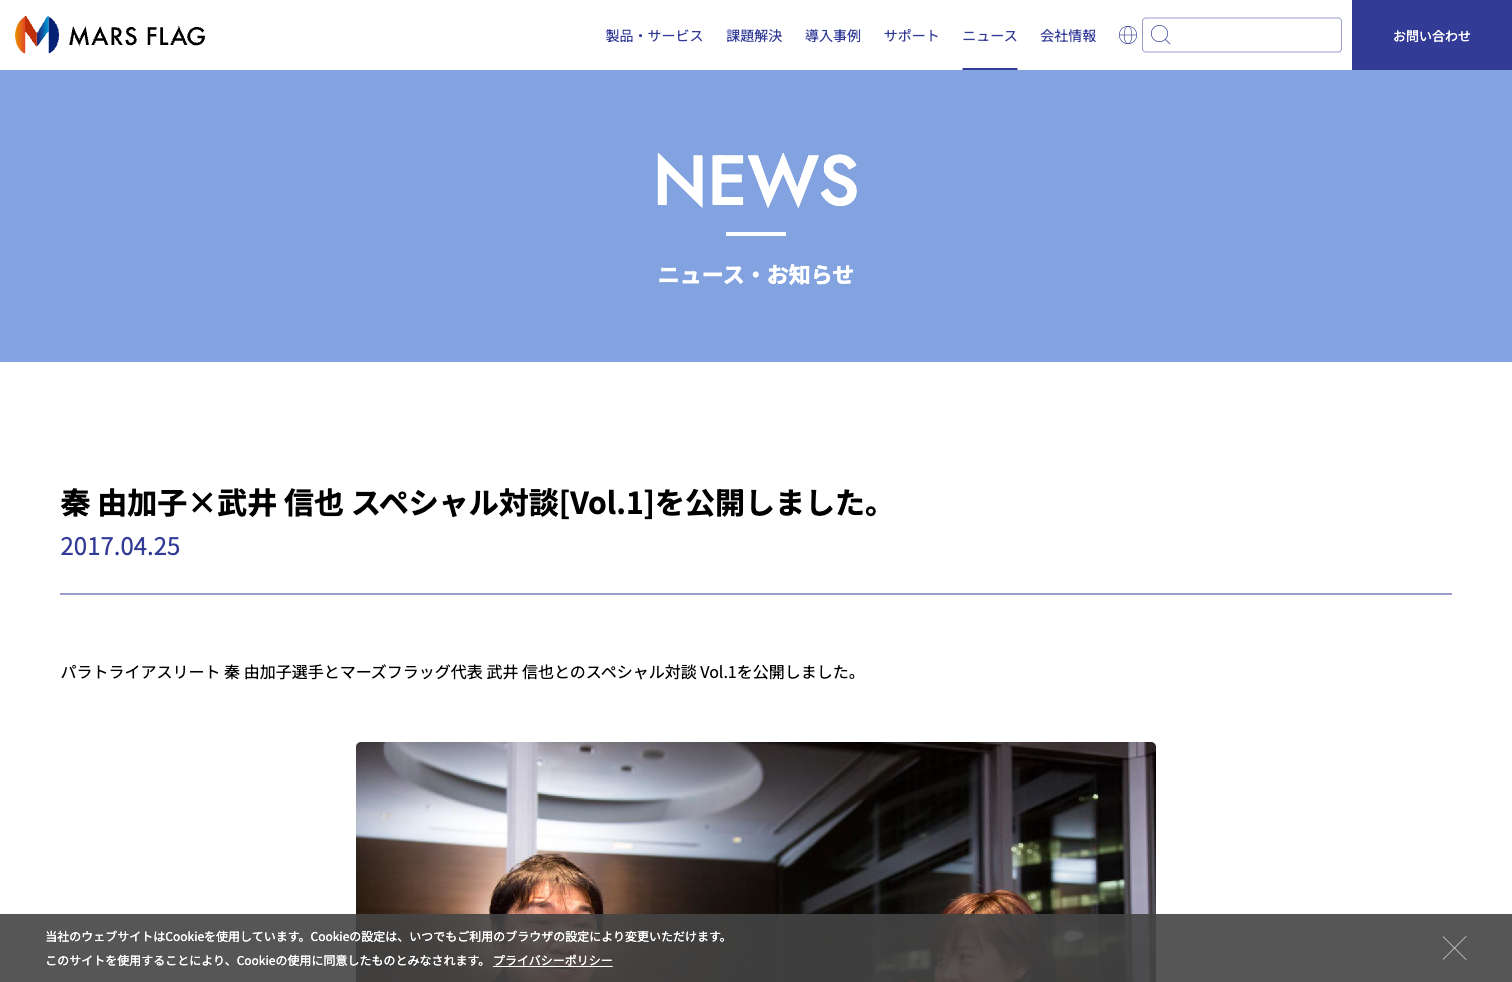 MARS FLAG
製品・サービス 課題解決 導入事例 サポート ニュース 会社情報 お問い合わせ
NEWS
ニュース・お知らせ
秦 由加子×武井 信也 スペシャル対談[Vol.1]を公開しました。
2017.04.25
パラトライアスリート 秦 由加子選手とマーズフラッグ代表 武井 信也とのスペシャル対談 Vol.1を公開しました。
当社のウェブサイトはCookieを使用しています。Cookieの設定は、いつでもご利用のブラウザの設定により変更いただけます。
このサイトを使用することにより、Cookieの使用に同意したものとみなされます。 プライバシーポリシー